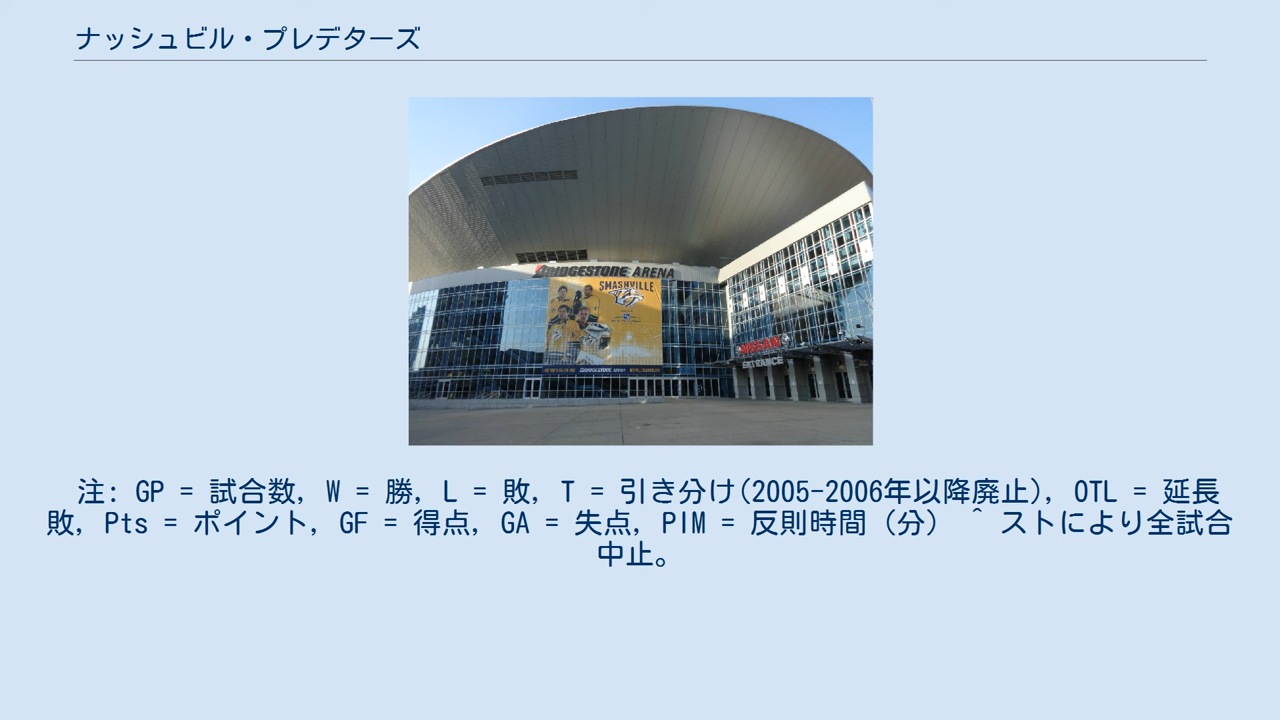 ナッシュビル・プレデターズ
BRIDGESTONE ARENA
SMASHVILLE
NISSAN
ENTRANCE
注: GP = 試合数, W = 勝, L = 敗, T = 引き分け(2005-2006年以降廃止), OTL = 延長
敗, Pts = ポイント, GF = 得点, GA = 失点, PIM = 反則時間（分） ^ ストにより全試合
中止。